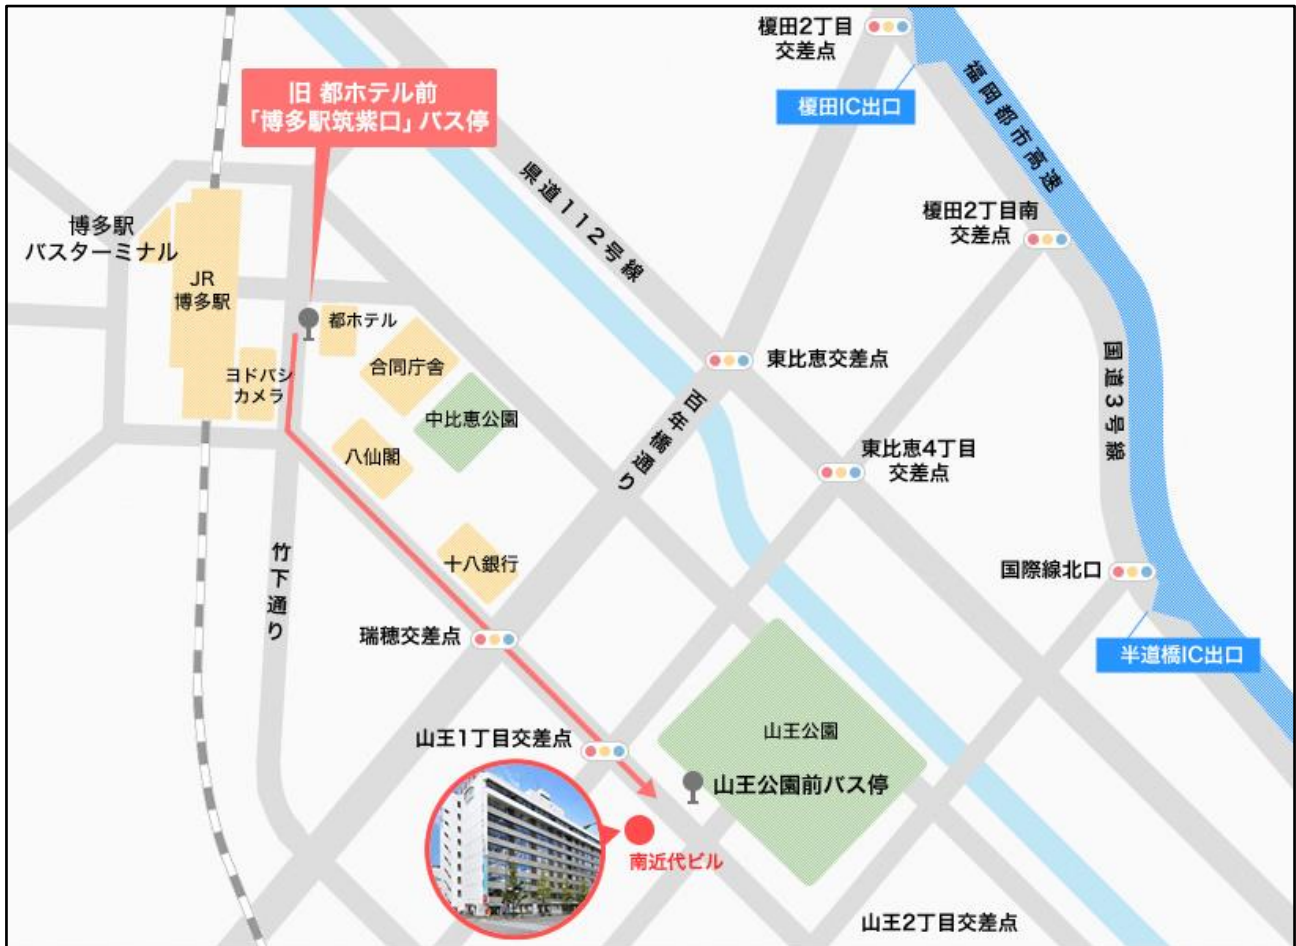 榎田2丁目
交差点
旧 都ホテル前
「博多駅筑紫口」バス停
榎田IC出口
福岡都市高速
県道112号線
榎田2丁目南
交差点
博多駅
バスターミナル
JR
博多駅
都ホテル
合同庁舎
ヨドバシ
カメラ
中比恵公園
東比恵交差点
国道3号線
百年橋通り
八仙閣
東比恵4丁目
交差点
十八銀行
竹下通り
国際線北口
瑞穂交差点
半道橋IC出口
山王公園
山王1丁目交差点
山王公園前バス停
南近代ビル
山王2丁目交差点